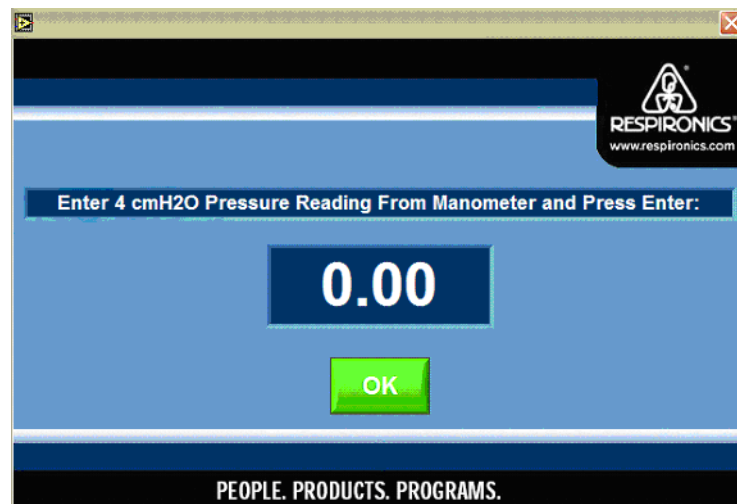 RESPIRONICS®
www.respironics.com
Enter 4 cmH2O Pressure Reading From Manometer and Press Enter:
0.00
OK
PEOPLE. PRODUCTS. PROGRAMS.